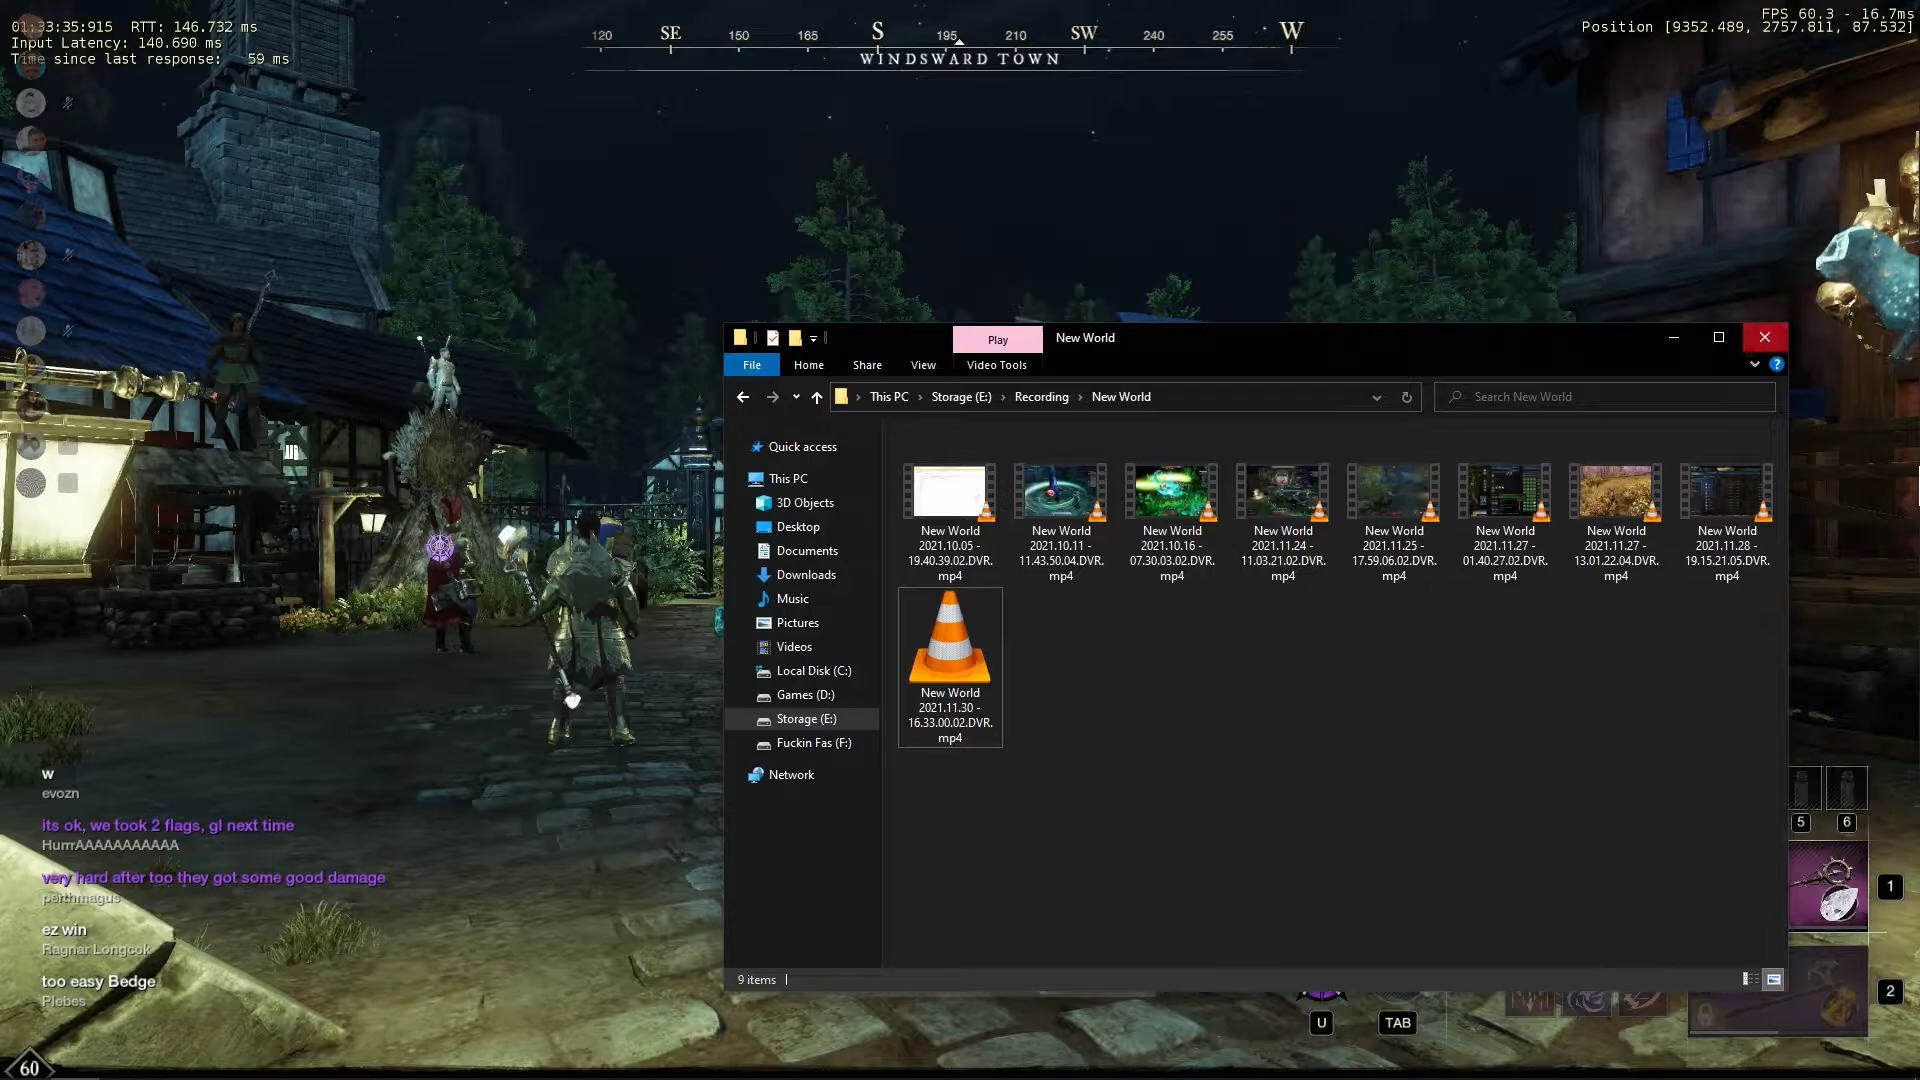 01:33:35:915 RTT: 146.732 ms
Input Latency: 140.690 ms
Time since last response: 59 ms
120 SE 150 165 S 195 210 SW 240 255 W
WINDSWARD TOWN
FPS 60.3 - 16.7ms
Position [9352.489, 2757.811, 87.532]
Play
New World
File Home Share View Video Tools
This PC › Storage (E:) › Recording › New World
Search New World
Quick access
This PC
3D Objects
Desktop
Documents
Downloads
Music
Pictures
Videos
Local Disk (C:)
Games (D:)
Storage (E:)
Fuckin Fas (F:)
Network
New World
2021.10.05 -
19.40.39.02.DVR.
mp4
New World
2021.10.11 -
11.43.50.04.DVR.
mp4
New World
2021.10.16 -
07.30.03.02.DVR.
mp4
New World
2021.11.24 -
11.03.21.02.DVR.
mp4
New World
2021.11.25 -
17.59.06.02.DVR.
mp4
New World
2021.11.27 -
01.40.27.02.DVR.
mp4
New World
2021.11.27 -
13.01.22.04.DVR.
mp4
New World
2021.11.28 -
19.15.21.05.DVR.
mp4
New World
2021.11.30 -
16.33.00.02.DVR.
mp4
9 items
w
evozn
its ok, we took 2 flags, gl next time
HurrrAAAAAAAAAAA
very hard after too they got some good damage
perthmagus
ez win
Ragnar Longcok
too easy Bedge
Plebes
5 6
1
2
U TAB
60